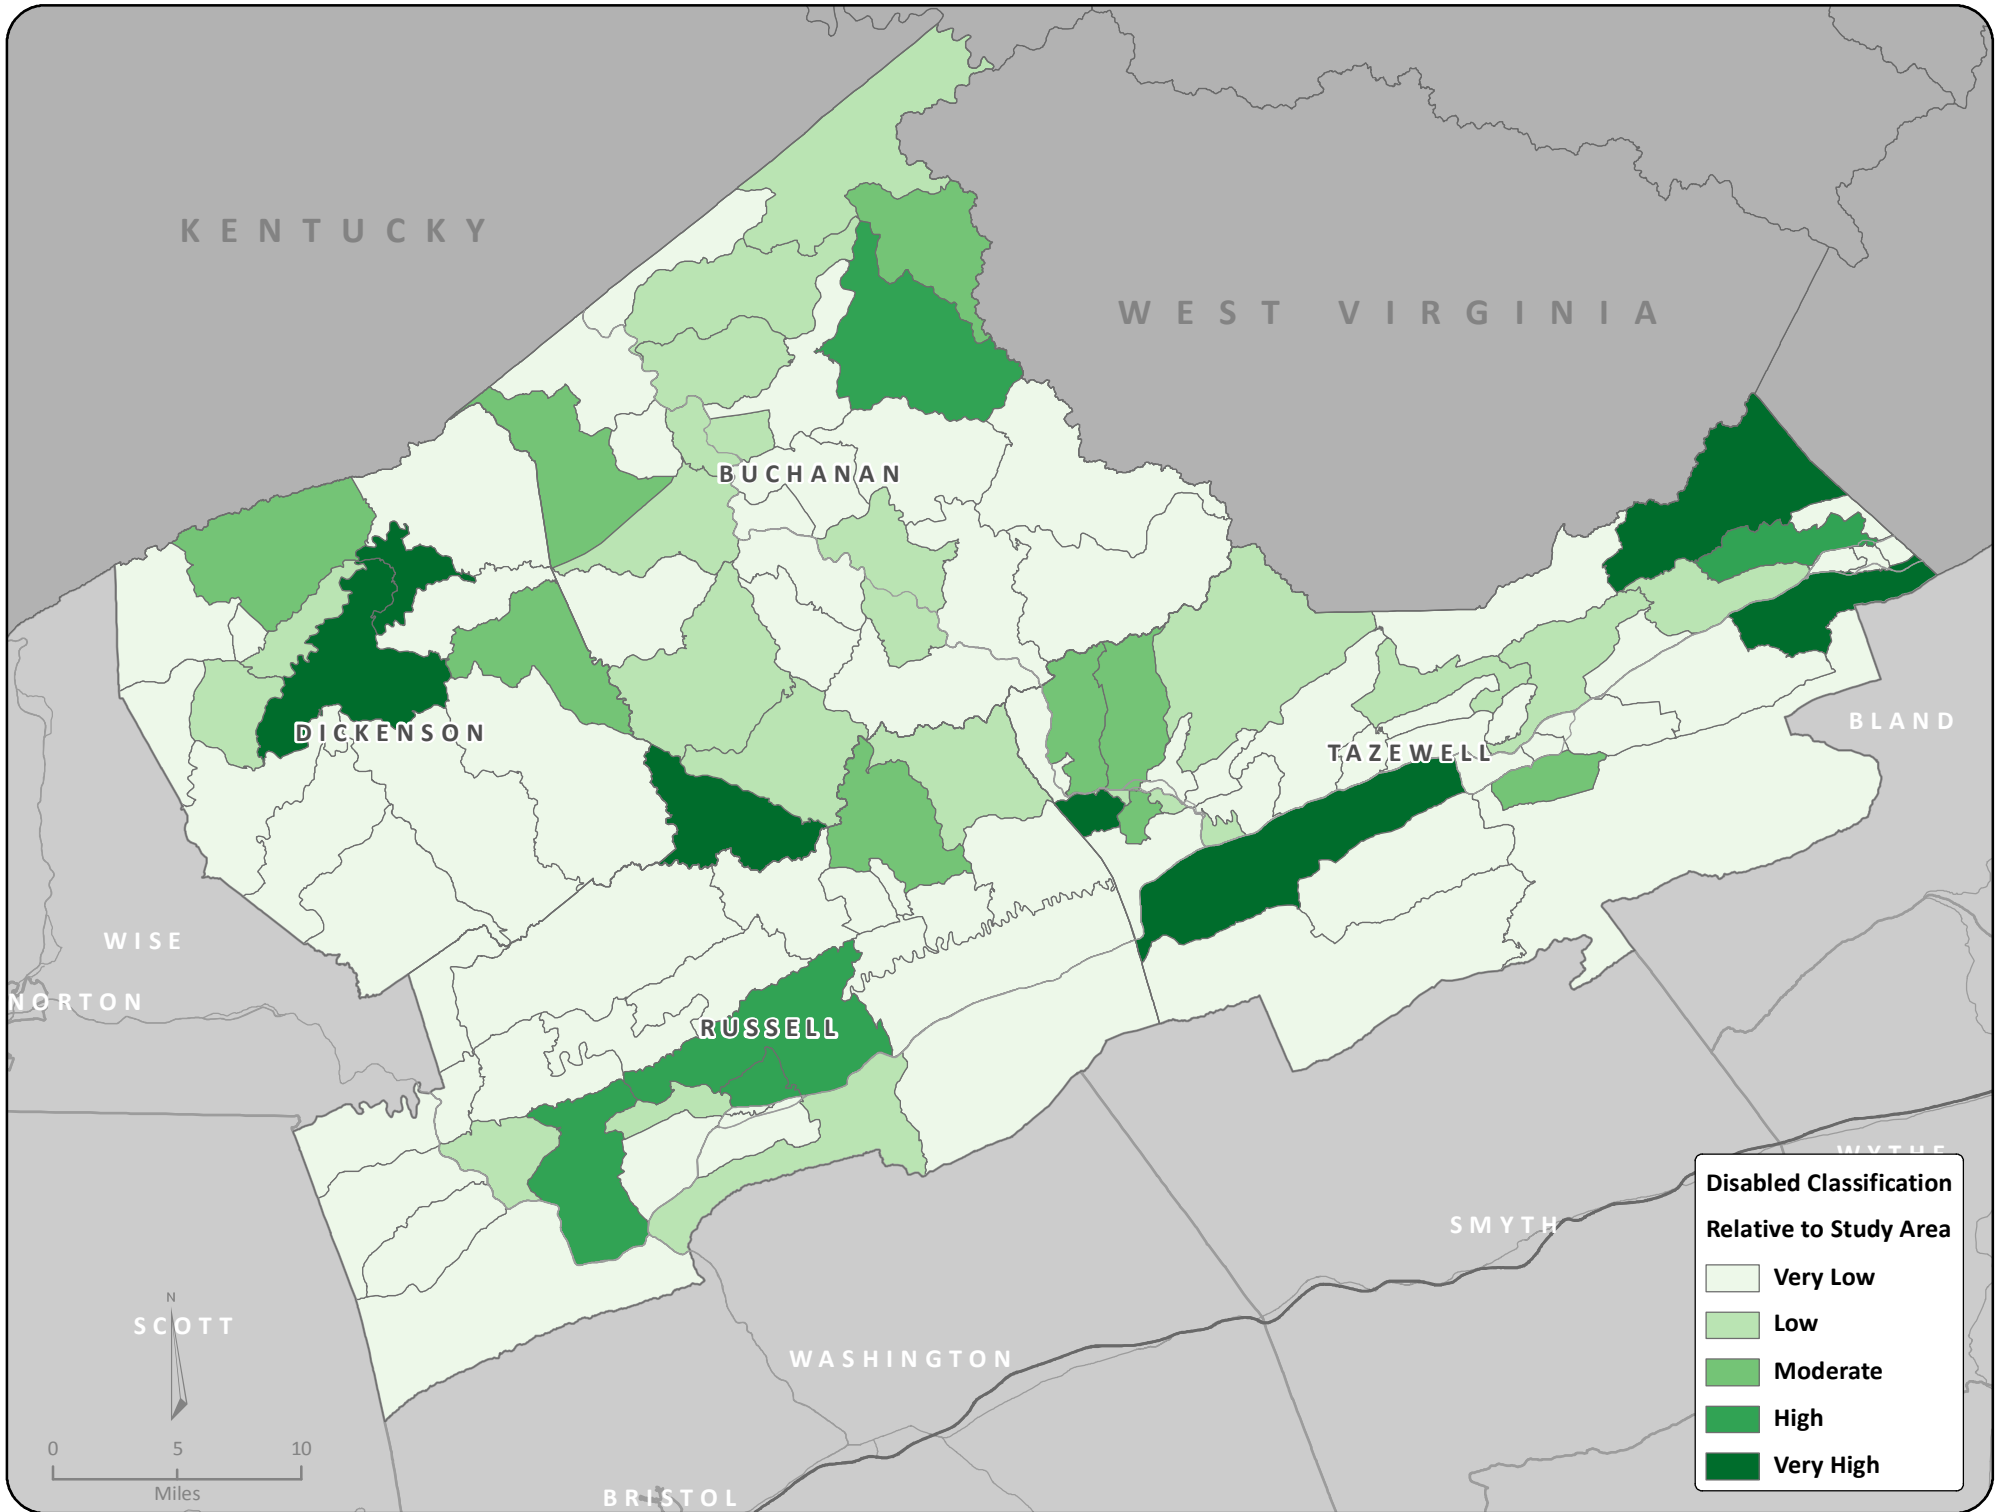 KENTUCKY
WEST VIRGINIA
BUCHANAN
DICKENSON
BLAND
TAZEWELL
WISE
NORTON
RUSSELL
WYTHE
Disabled Classification
Relative to Study Area
Very Low
Low
Moderate
High
Very High
SMYTH
N
SCOTT
WASHINGTON
0 5 10
Miles
BRISTOL